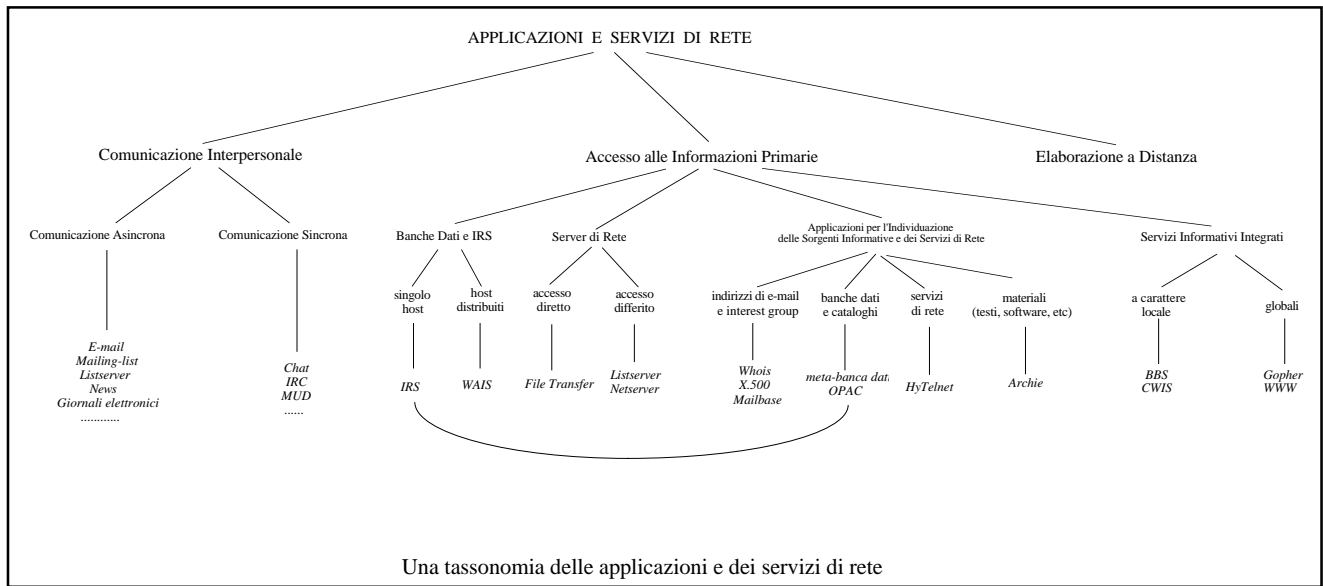 APPLICAZIONI E SERVIZI DI RETE
Comunicazione Interpersonale
Accesso alle Informazioni Primarie
Elaborazione a Distanza
Comunicazione Asincrona
Comunicazione Sincrona
Banche Dati e IRS
Server di Rete
Applicazioni per l'Individuazione
delle Sorgenti Informative e dei Servizi di Rete
Servizi Informativi Integrati
singolo
host
host
distribuiti
accesso
diretto
accesso
differito
indirizzi di e-mail
e interest group
banche dati
e cataloghi
servizi
di rete
materiali
(testi, software, etc)
a carattere
locale
globali
E-mail
Mailing-list
Listserver
News
Giornali elettronici
............
Chat
IRC
MUD
......
IRS
WAIS
File Transfer
Listserver
Netserver
Whois
X.500
Mailbase
meta-banca dati
OPAC
HyTelnet
Archie
BBS
CWIS
Gopher
WWW
Una tassonomia delle applicazioni e dei servizi di rete